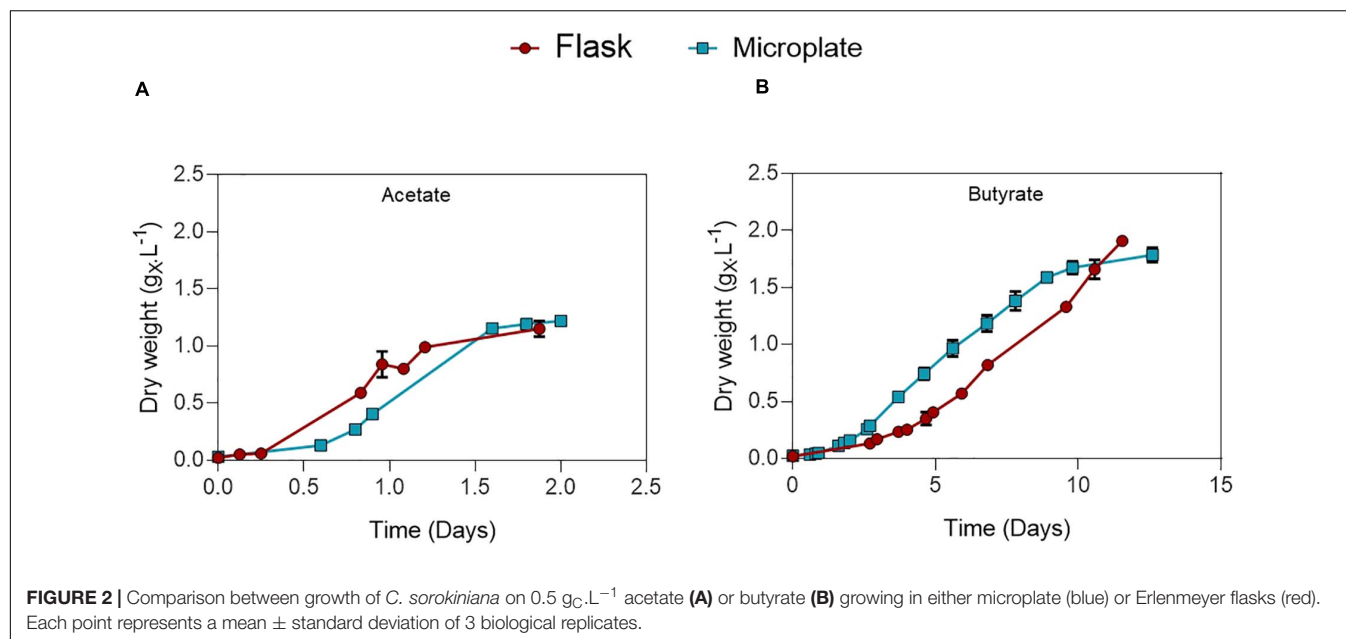 Flask Microplate
A B
2.5 2.5
Acetate Butyrate
2.0 2.0
1.5 1.5
1.0 1.0
0.5 0.5
0.0 0.0
Dry weight (gX.L−1) Dry weight (gX.L−1)
0.0 0.5 1.0 1.5 2.0 2.5 0 5 10 15
Time (Days) Time (Days)
FIGURE 2 | Comparison between growth of C. sorokiniana on 0.5 gC.L−1 acetate (A) or butyrate (B) growing in either microplate (blue) or Erlenmeyer flasks (red).
Each point represents a mean ± standard deviation of 3 biological replicates.